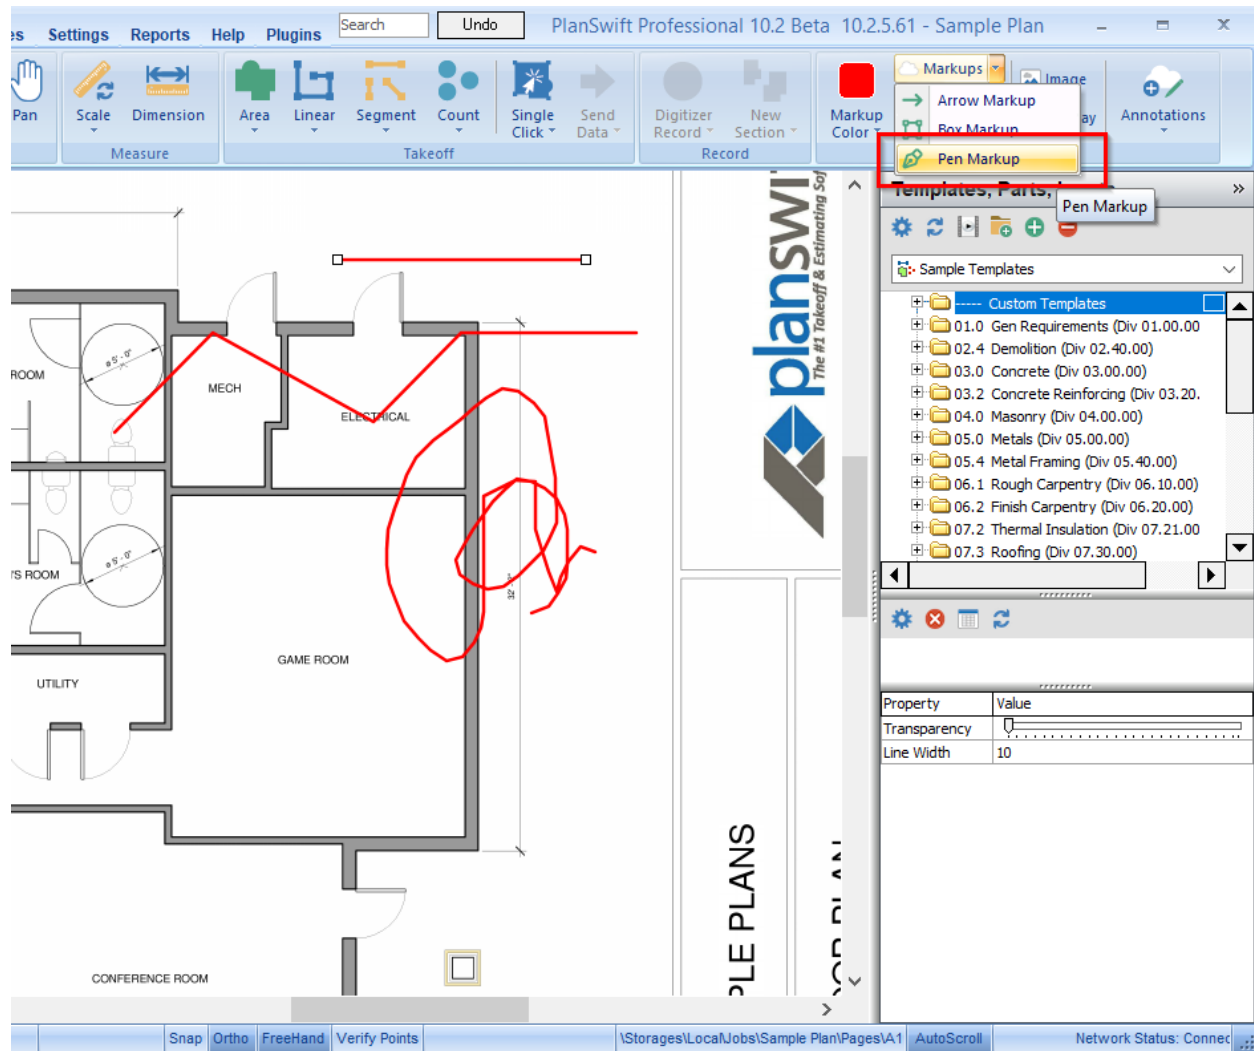 es Settings Reports Help Plugins Search Undo PlanSwift Professional 10.2 Beta 10.2.5.61 - Sample Plan
Pan
Scale
Dimension
Measure
Area
Linear
Segment
Count
Takeoff
Single
Click
Send
Data
Digitizer
Record
New
Section
Record
Markup
Color
Markups
Image
ay
Annotations
Arrow Markup
Box Markup
Pen Markup
Templates, Parts,
Pen Markup
Sample Templates
----- Custom Templates
01.0 Gen Requirements (Div 01.00.00
02.4 Demolition (Div 02.40.00)
03.0 Concrete (Div 03.00.00)
03.2 Concrete Reinforcing (Div 03.20.
04.0 Masonry (Div 04.00.00)
05.0 Metals (Div 05.00.00)
05.4 Metal Framing (Div 05.40.00)
06.1 Rough Carpentry (Div 06.10.00)
06.2 Finish Carpentry (Div 06.20.00)
07.2 Thermal Insulation (Div 07.21.00
07.3 Roofing (Div 07.30.00)
Property Value
Transparency
Line Width 10
planswi
The #1 Takeoff & Estimating Sof
ROOM
ø 5'-0"
MECH
ELECTRICAL
'S ROOM
ø 5'-0"
GAME ROOM
UTILITY
CONFERENCE ROOM
PLE PLANS
OOR PLAN
Snap Ortho FreeHand Verify Points \Storages\Local\Jobs\Sample Plan\Pages\A1 AutoScroll Network Status: Connec